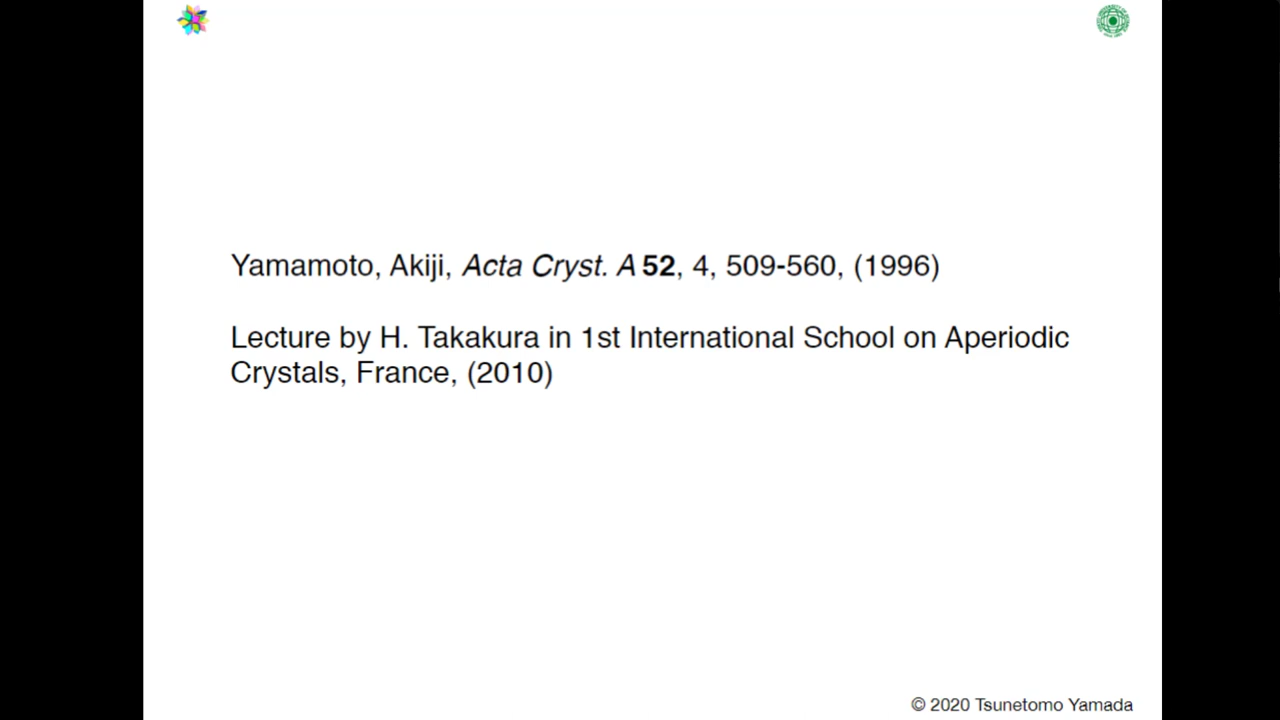 Yamamoto, Akiji, Acta Cryst. A 52, 4, 509-560, (1996)
Lecture by H. Takakura in 1st International School on Aperiodic
Crystals, France, (2010)
© 2020 Tsunetomo Yamada